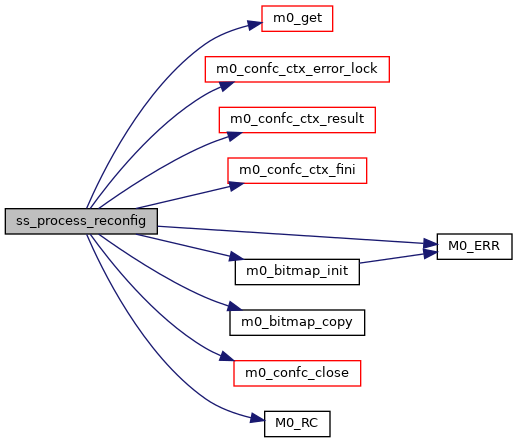 m0_get
m0_confc_ctx_error_lock
m0_confc_ctx_result
m0_confc_ctx_fini
ss_process_reconfig
M0_ERR
m0_bitmap_init
m0_bitmap_copy
m0_confc_close
M0_RC